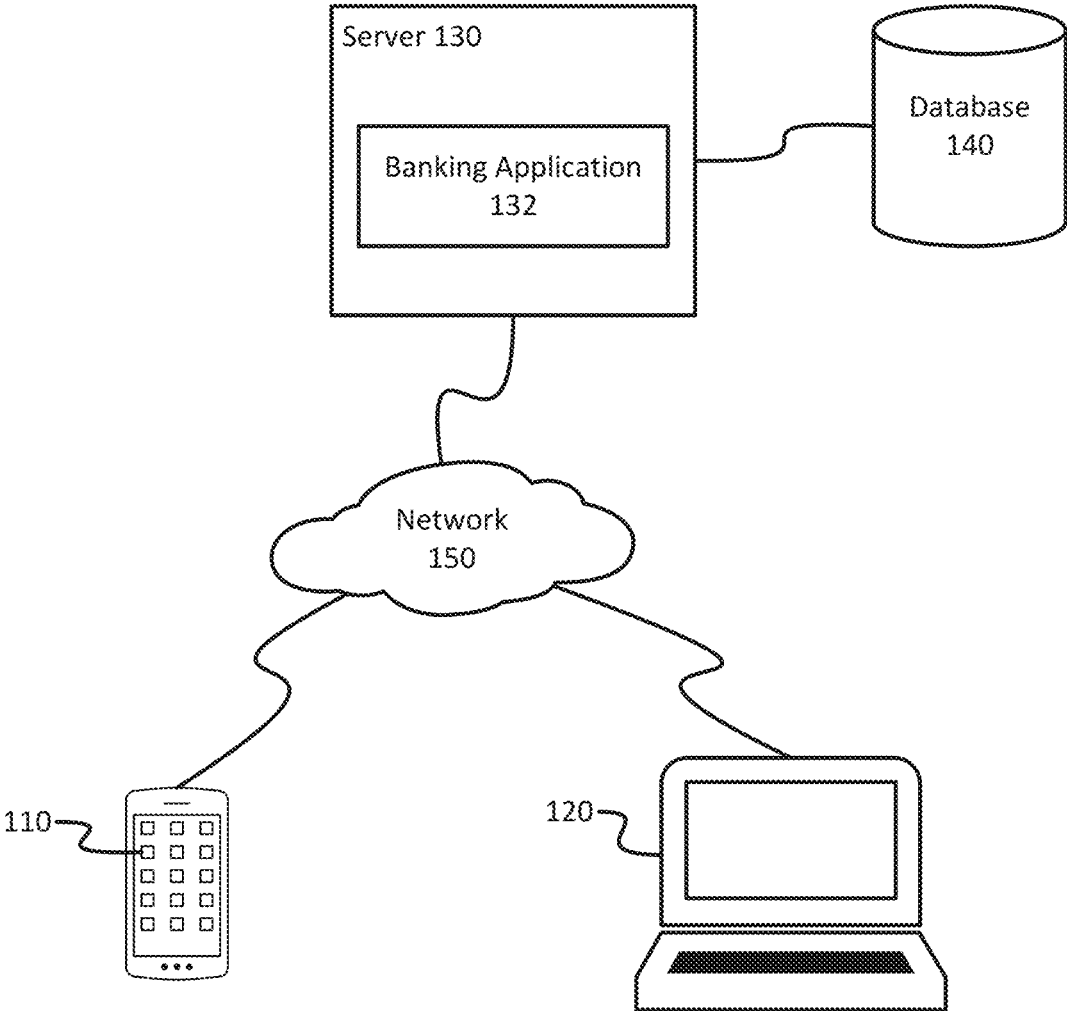 Server 130
Banking Application
132
Database
140
Network
150
110
120